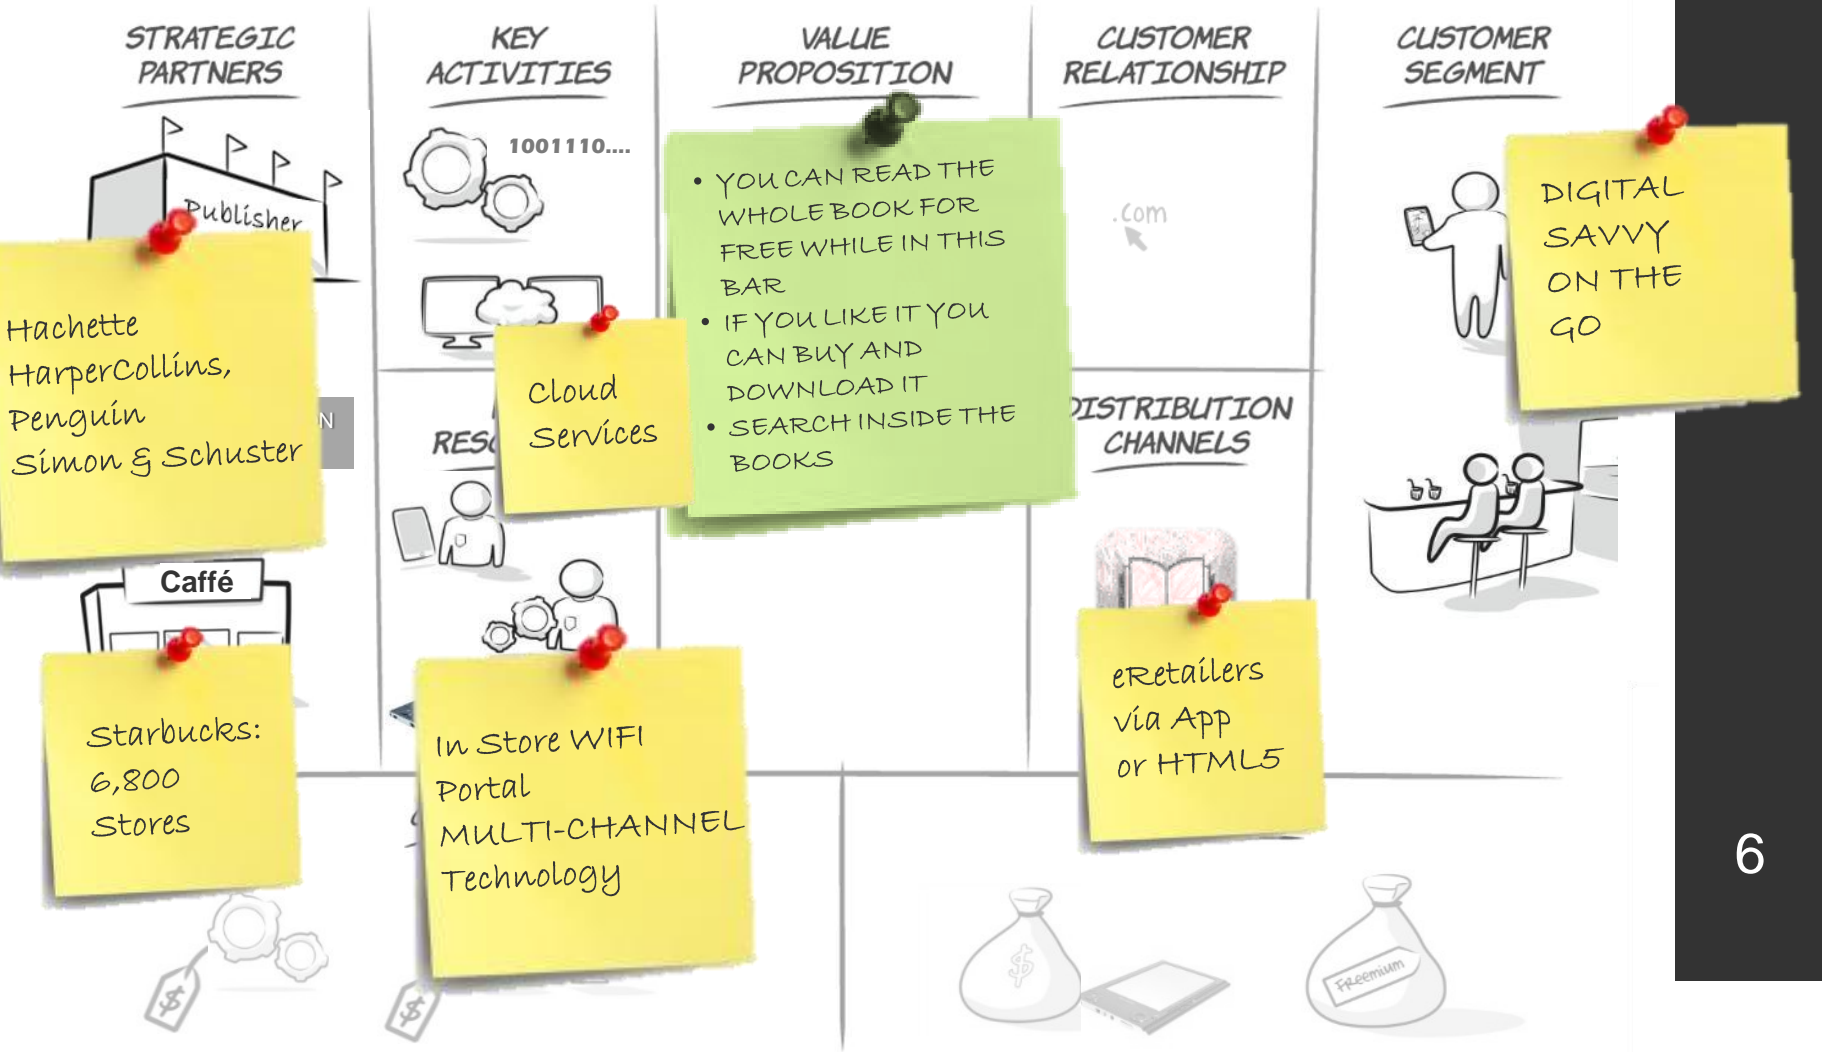 STRATEGIC
PARTNERS
KEY
ACTIVITIES
VALUE
PROPOSITION
CUSTOMER
RELATIONSHIP
CUSTOMER
SEGMENT
Publisher
1001110....
Hachette
HarperCollins,
Penguin
Simon & Schuster
N
Cloud
Services
• YOU CAN READ THE
WHOLE BOOK FOR
FREE WHILE IN THIS
BAR
• IF YOU LIKE IT YOU
CAN BUY AND
DOWNLOAD IT
• SEARCH INSIDE THE
BOOKS
.com
DIGITAL
SAVVY
ON THE
GO
DISTRIBUTION
CHANNELS
Caffé
Starbucks:
6,800
Stores
In Store WIFI
Portal
MULTI-CHANNEL
Technology
eRetailers
via App
or HTML5
$
$
$
Freemium
6